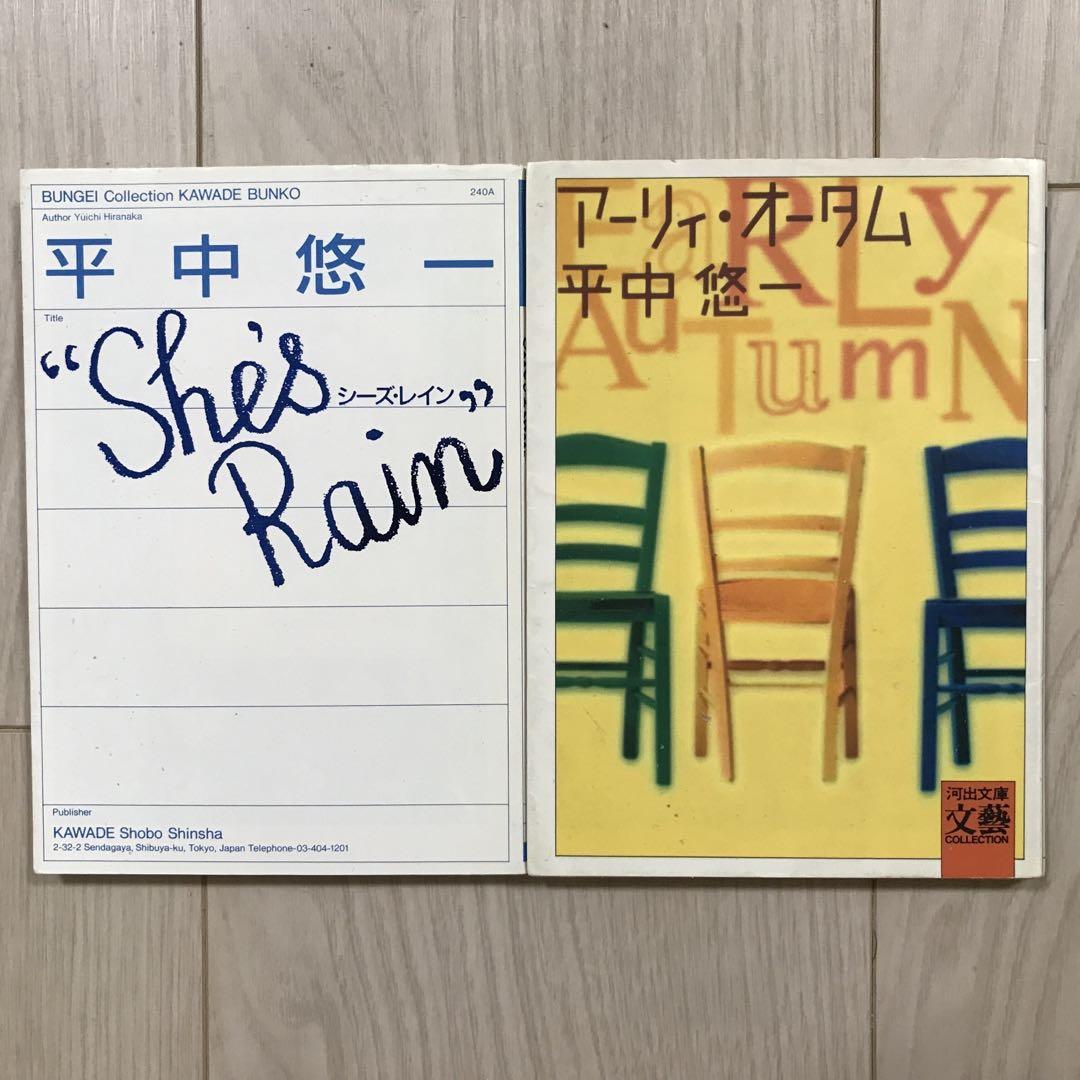 BUNGEI Collection KAWADE BUNKO
240A
Author Yūichi Hiranaka
平中悠一
Title
“She's
シーズ・レイン”
Rain
Publisher
KAWADE Shobo Shinsha
2-32-2 Sendagaya, Shibuya-ku, Tokyo, Japan Telephone-03-404-1201
アーリィ・オータム
平中悠一
EaRLy
AuTumN
河出文庫
文藝
COLLECTION